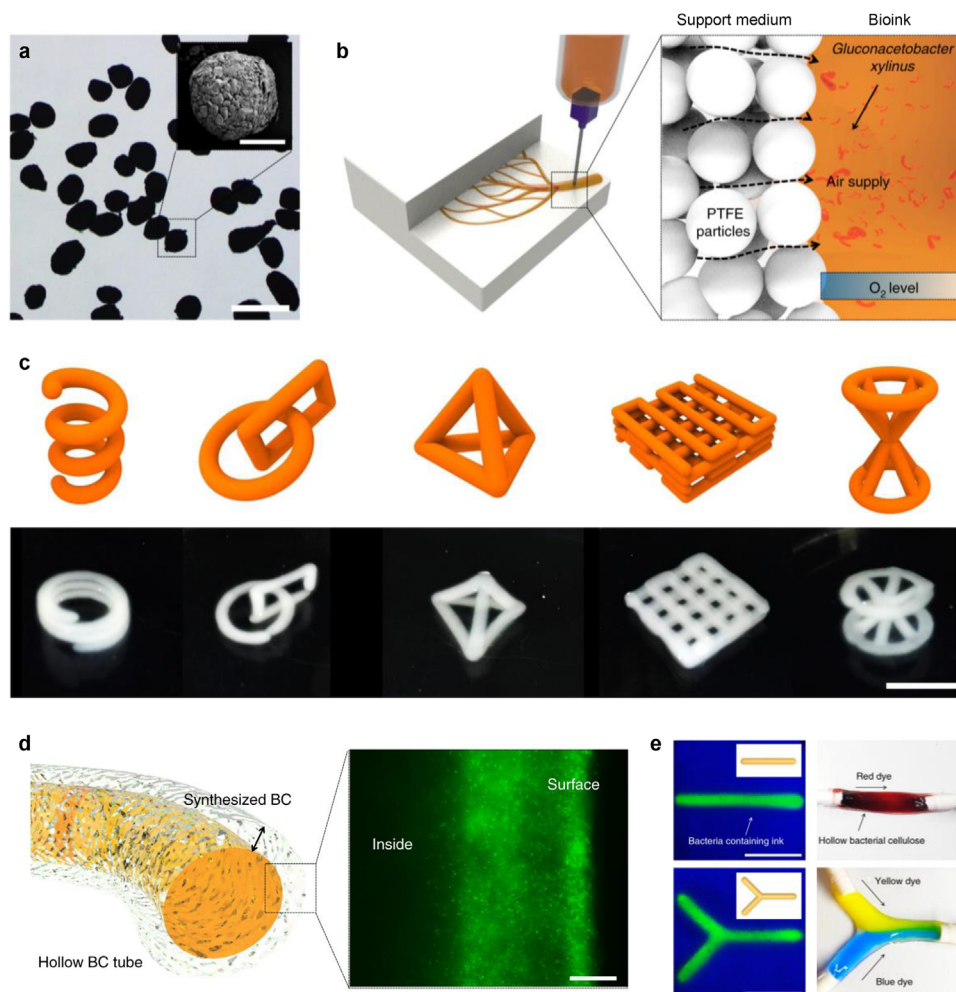 a
b
Support medium
Bioink
Gluconacetobacter
xylinus
Air supply
PTFE
particles
O₂ level
c
d
Synthesized BC
Hollow BC tube
Inside
Surface
e
Bacteria containing ink
Red dye
Hollow bacterial cellulose
Yellow dye
Blue dye